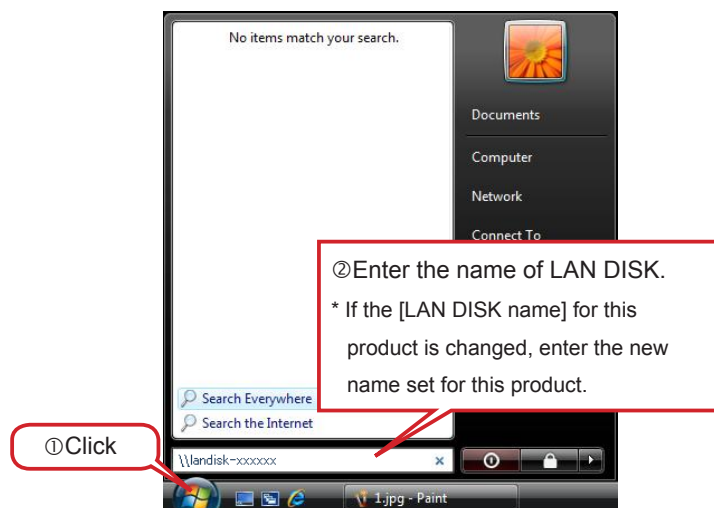 No items match your search.
Documents
Computer
Network
Connect To
②Enter the name of LAN DISK.
* If the [LAN DISK name] for this
product is changed, enter the new
name set for this product.
Search Everywhere
Search the Internet
①Click
\\landisk-xxxxxx
1.jpg - Paint